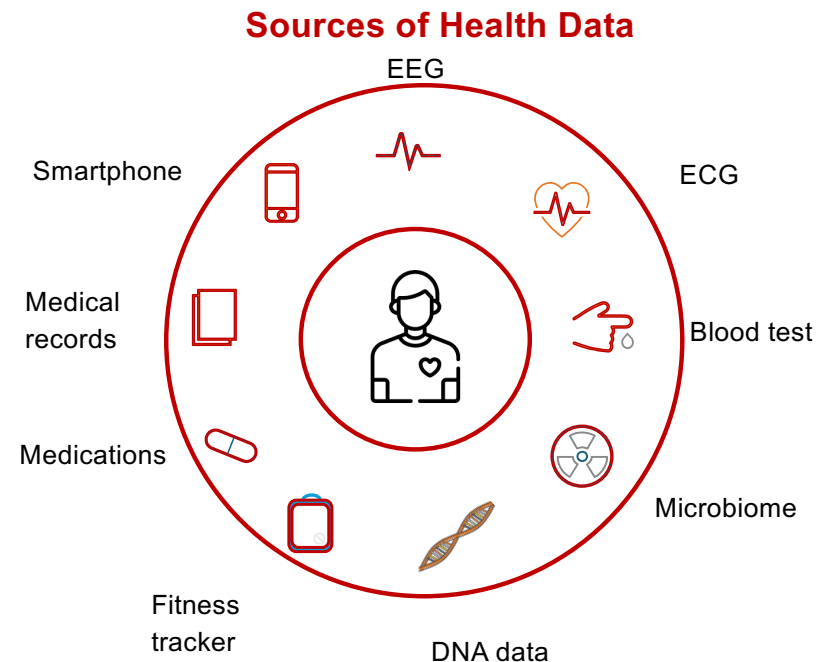 Sources of Health Data
EEG
Smartphone
ECG
Medical
records
Blood test
Medications
Microbiome
Fitness
tracker
DNA data